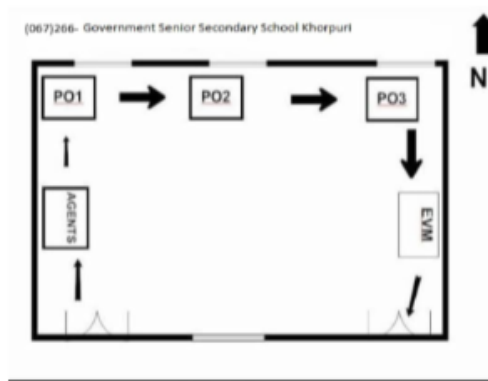 (067)266- Government Senior Secondary School Khorpuri
N
PO1
PO2
PO3
AGENTS
EVM